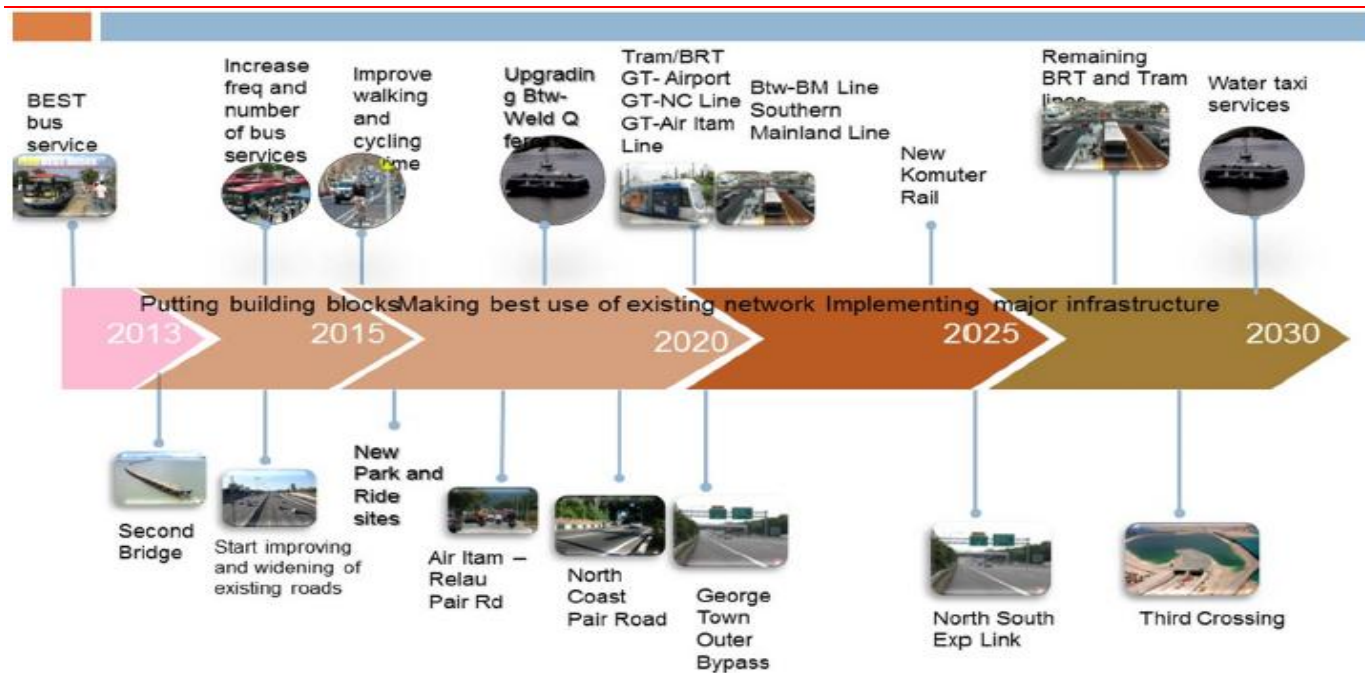 BEST
bus
service
Increase
freq and
number
of bus
services
Improve
walking
and
cycling
Upgradin
g Btw-
Weld Q
Tram/BRT
GT- Airport
GT-NC Line
GT-Air Itam
Line
Btw-BM Line
Southern
Mainland Line
New
Komuter
Rail
Remaining
BRT and Tram
Water taxi
services
Putting building blocks
Making best use of existing network
Implementing major infrastructure
2013
2015
2020
2025
2030
Second
Bridge
Start improving
and widening of
existing roads
New
Park and
Ride
sites
Air Itam –
Relau
Pair Rd
North
Coast
Pair Road
George
Town
Outer
Bypass
North South
Exp Link
Third Crossing